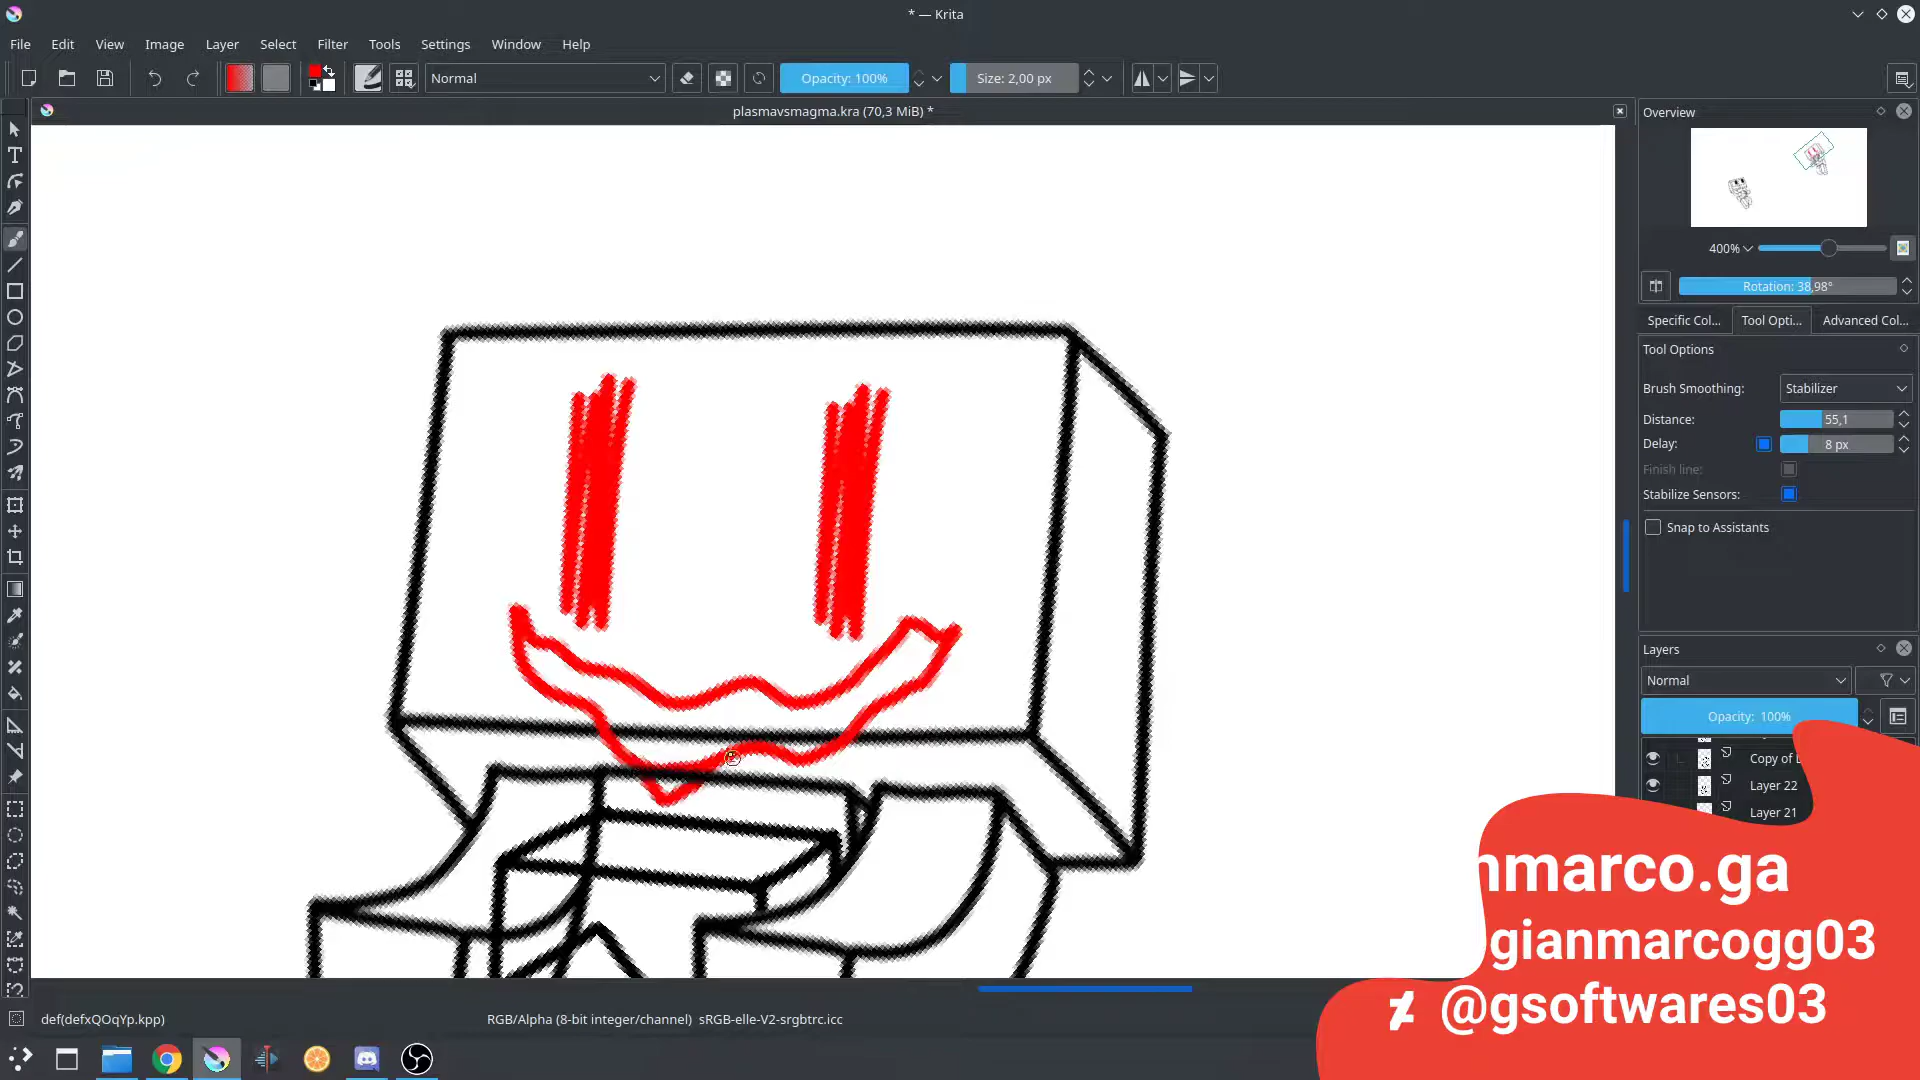 * — Krita
File Edit View Image Layer Select Filter Tools Settings Window Help
Normal
Opacity: 100%
Size: 2,00 px
plasmavsmagma.kra (70,3 MiB) *
Overview
400%
Rotation: 38,98°
Specific Col... Tool Opti... Advanced Col...
Tool Options
Brush Smoothing: Stabilizer
Distance: 55,1
Delay: 8 px
Finish line:
Stabilize Sensors:
Snap to Assistants
Layers
Normal
Opacity: 100%
Copy of
Layer 22
Layer 21
nmarco.ga
gianmarcogg03
@gsoftwares03
def(defxQOqYp.kpp)
RGB/Alpha (8-bit integer/channel) sRGB-elle-V2-srgbtrc.icc